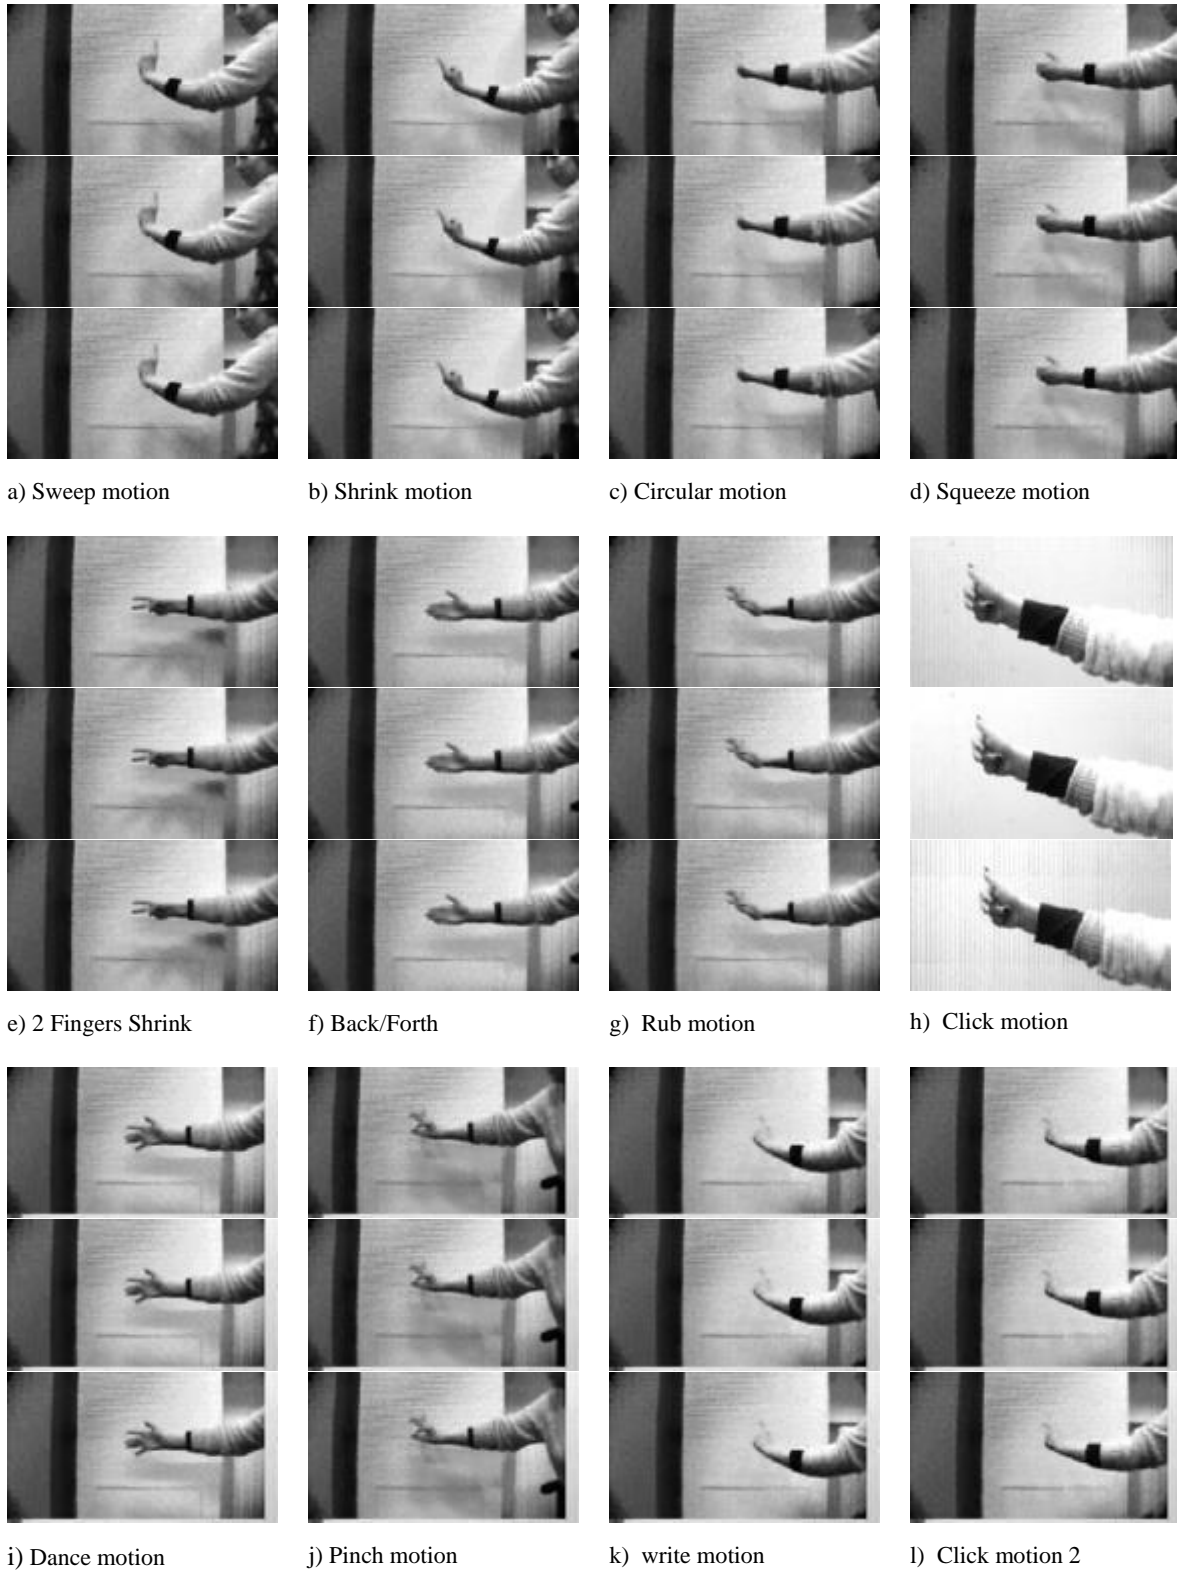 a) Sweep motion
b) Shrink motion
c) Circular motion
d) Squeeze motion
e) 2 Fingers Shrink
f) Back/Forth
g) Rub motion
h) Click motion
i) Dance motion
j) Pinch motion
k) write motion
l) Click motion 2